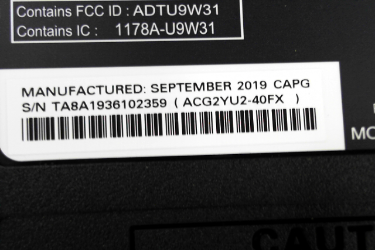 Contains FCC ID : ADTU9W31
Contains IC : 1178A-U9W31
MANUFACTURED: SEPTEMBER 2019 CAPG
S/N TA8A1936102359 ( ACG2YU2-40FX )